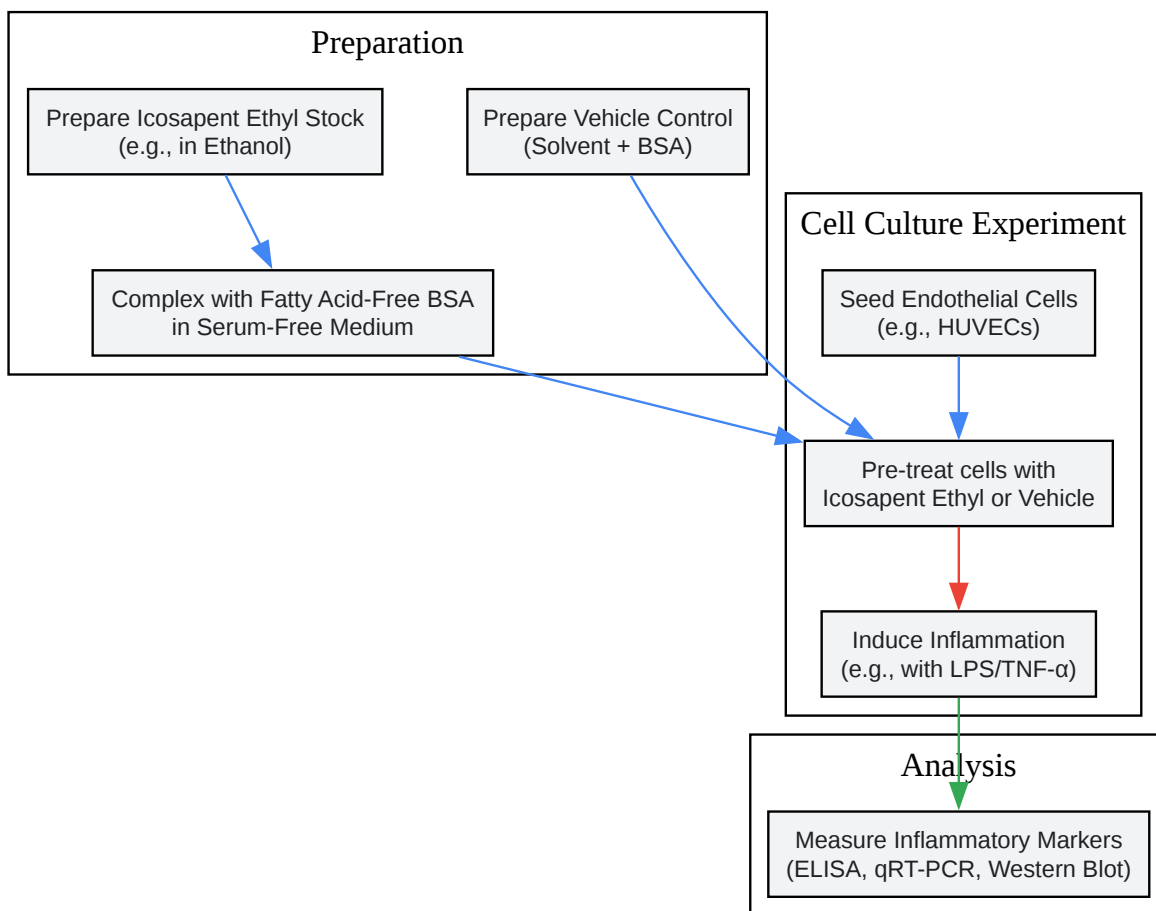 Preparation
Prepare Icosapent Ethyl Stock
(e.g., in Ethanol)
Prepare Vehicle Control
(Solvent + BSA)
Complex with Fatty Acid-Free BSA
in Serum-Free Medium
Cell Culture Experiment
Seed Endothelial Cells
(e.g., HUVECs)
Pre-treat cells with
Icosapent Ethyl or Vehicle
Induce Inflammation
(e.g., with LPS/TNF-α)
Analysis
Measure Inflammatory Markers
(ELISA, qRT-PCR, Western Blot)